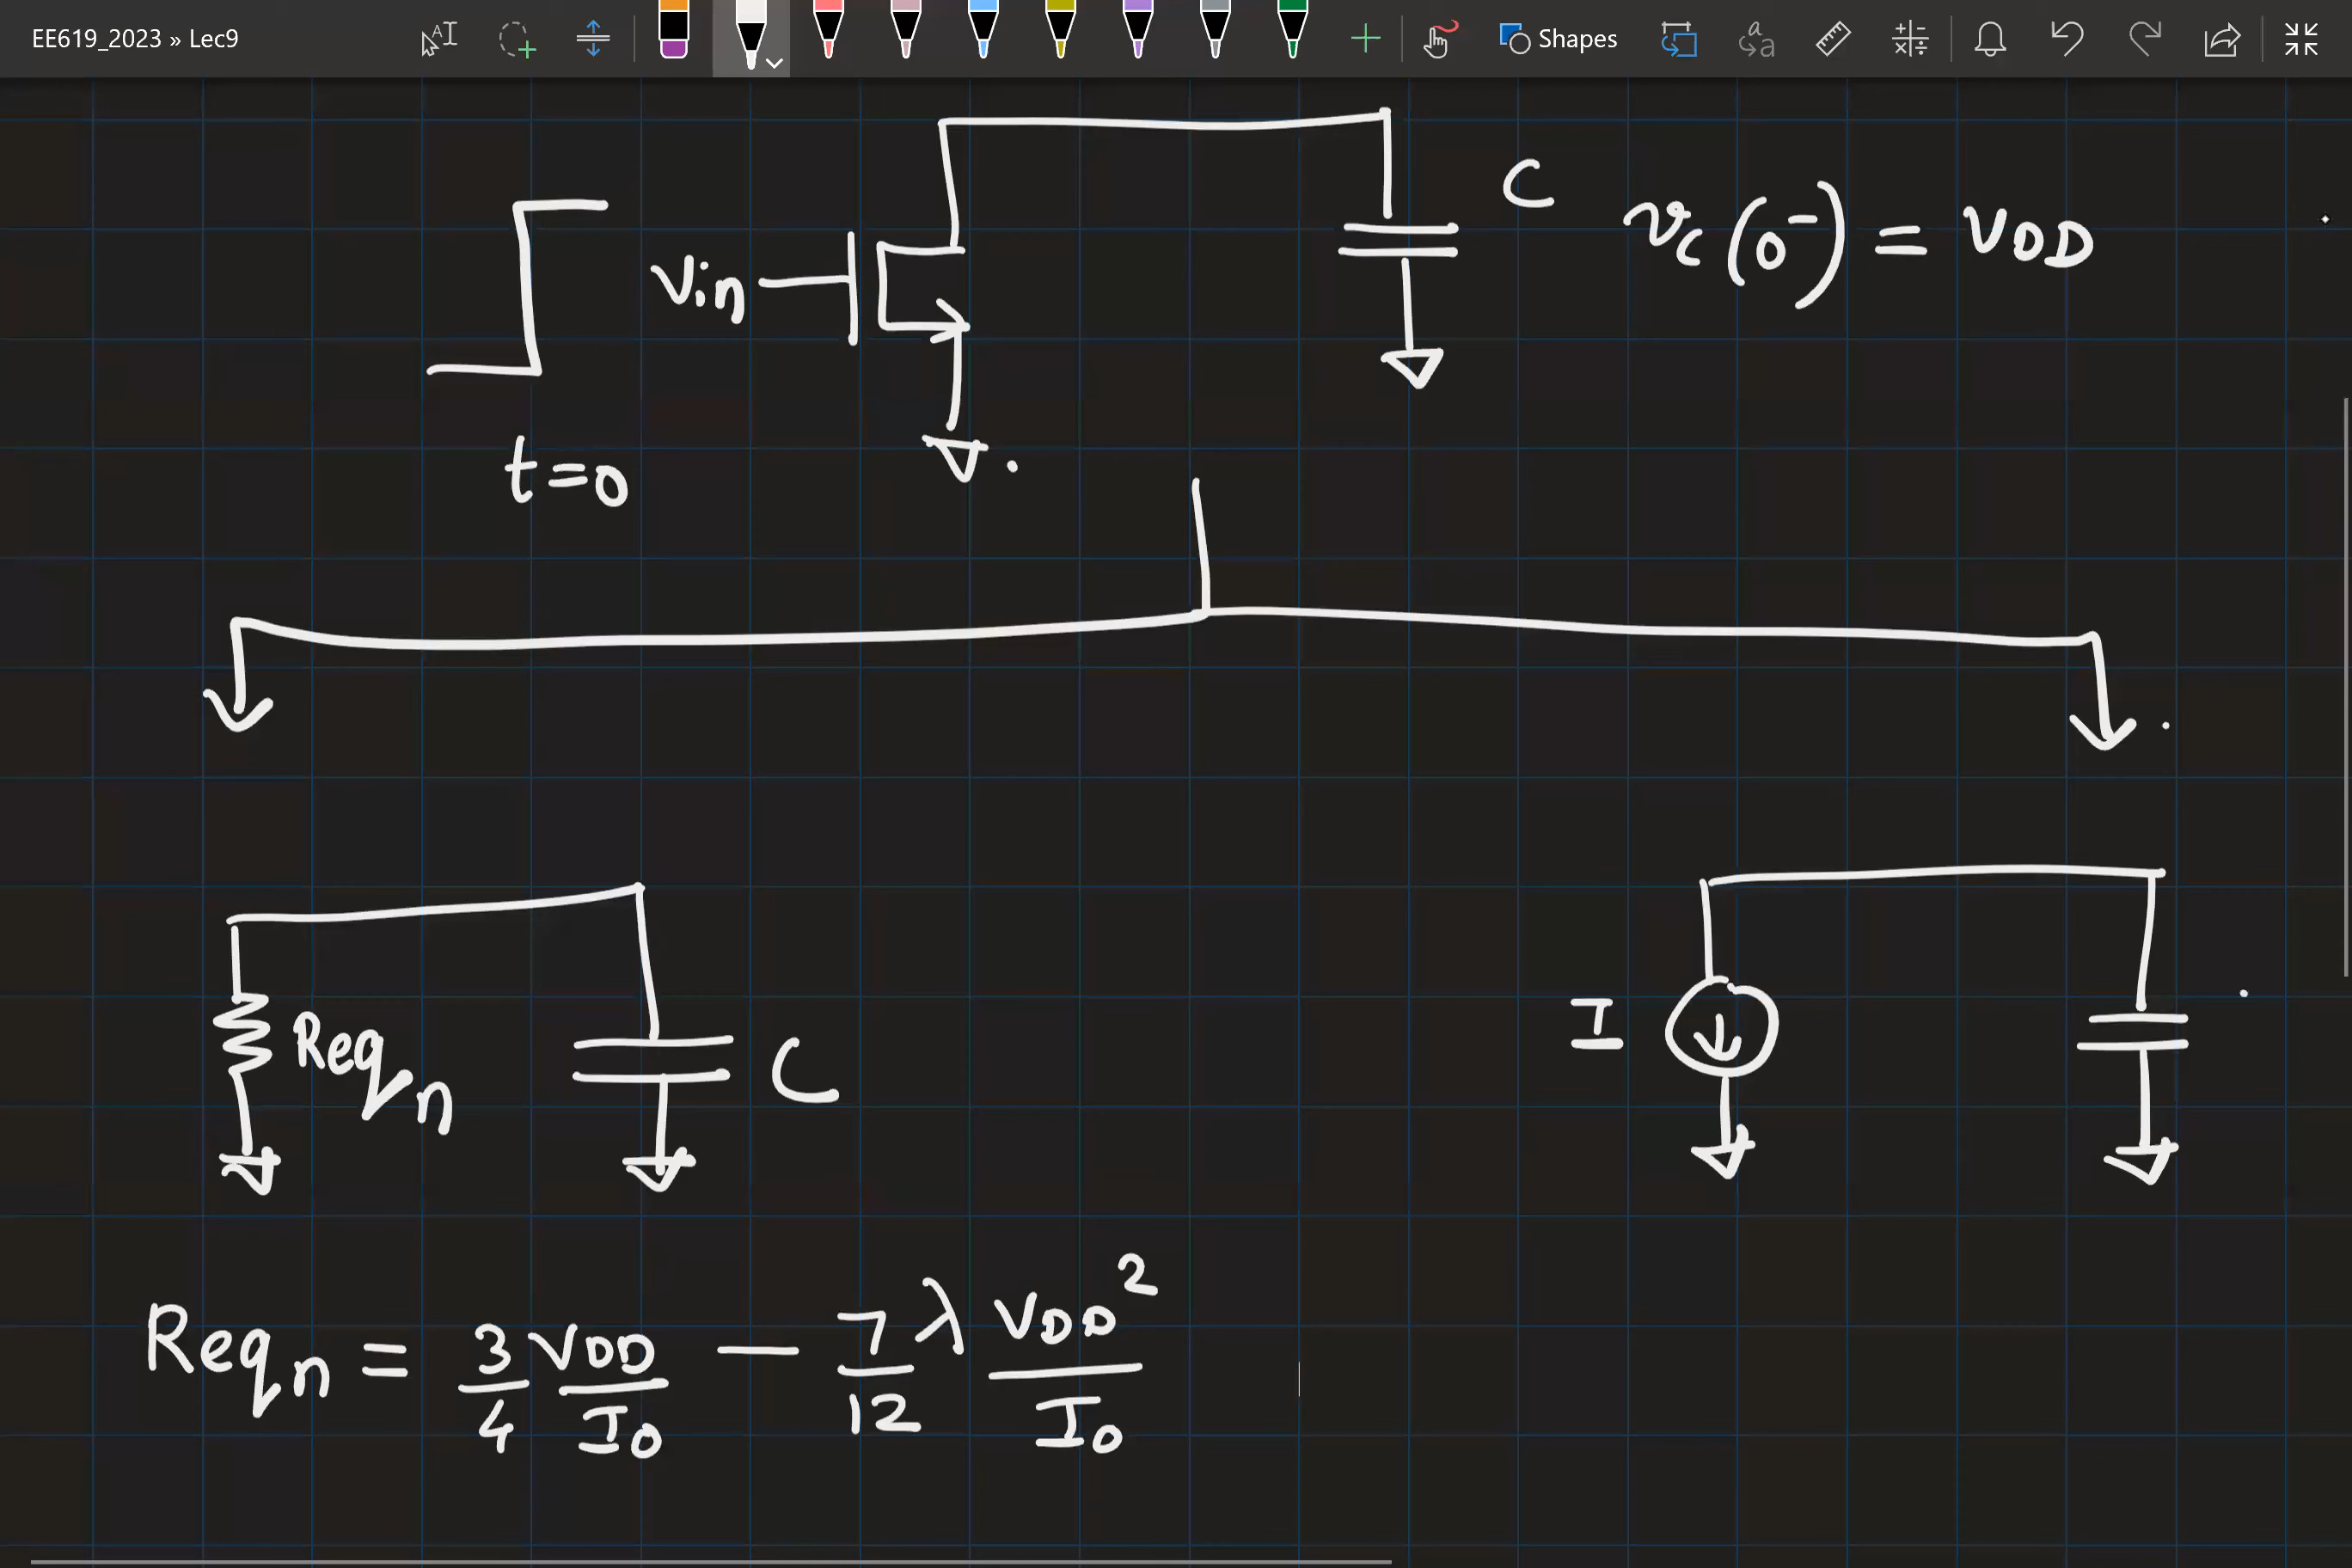 EE619_2023 » Lec9
Shapes
C
Vin
vc(0⁻) = VDD
t=0
Reqn
C
I
Reqn = 3/4 VDD/I0 — 7/12 λ VDD²/I0